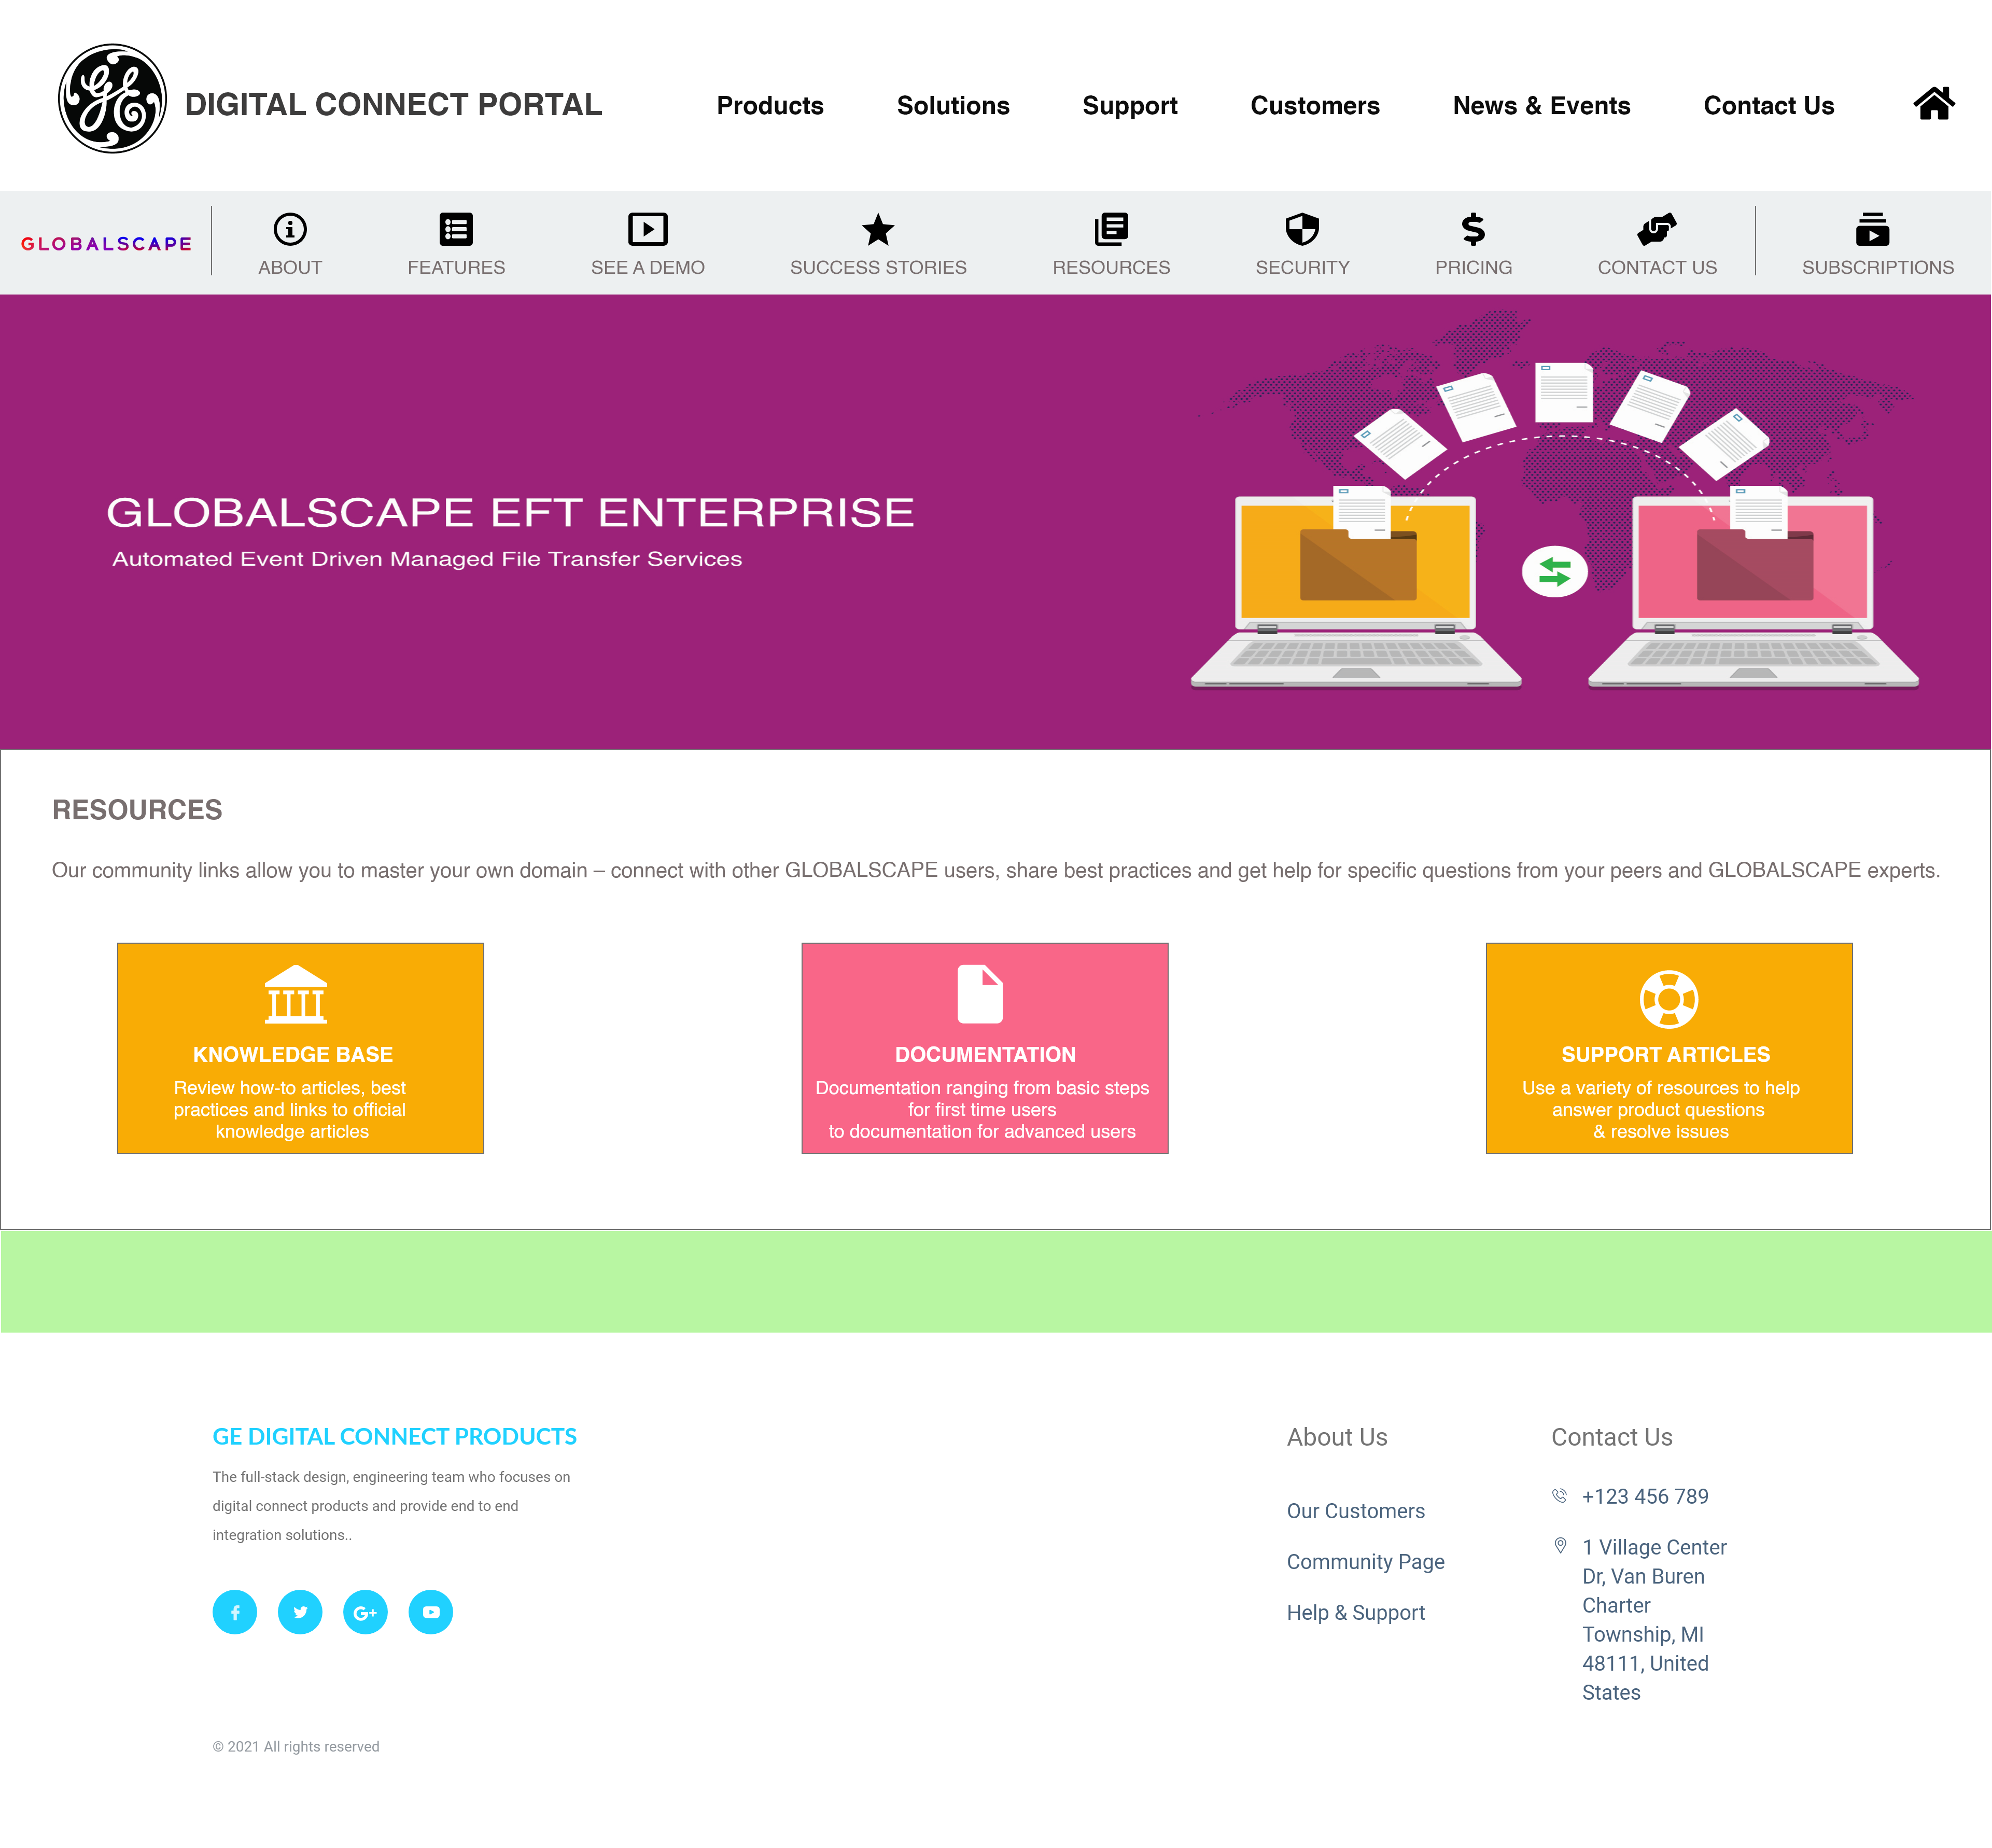 GE
DIGITAL CONNECT PORTAL
Products
Solutions
Support
Customers
News & Events
Contact Us
GLOBALSCAPE
ABOUT
FEATURES
SEE A DEMO
SUCCESS STORIES
RESOURCES
SECURITY
PRICING
CONTACT US
SUBSCRIPTIONS
GLOBALSCAPE EFT ENTERPRISE
Automated Event Driven Managed File Transfer Services
RESOURCES
Our community links allow you to master your own domain – connect with other GLOBALSCAPE users, share best practices and get help for specific questions from your peers and GLOBALSCAPE experts.
KNOWLEDGE BASE
Review how-to articles, best
practices and links to official
knowledge articles
DOCUMENTATION
Documentation ranging from basic steps
for first time users
to documentation for advanced users
SUPPORT ARTICLES
Use a variety of resources to help
answer product questions
& resolve issues
GE DIGITAL CONNECT PRODUCTS
The full-stack design, engineering team who focuses on
digital connect products and provide end to end
integration solutions..
© 2021 All rights reserved
About Us
Our Customers
Community Page
Help & Support
Contact Us
+123 456 789
1 Village Center
Dr, Van Buren
Charter
Township, MI
48111, United
States